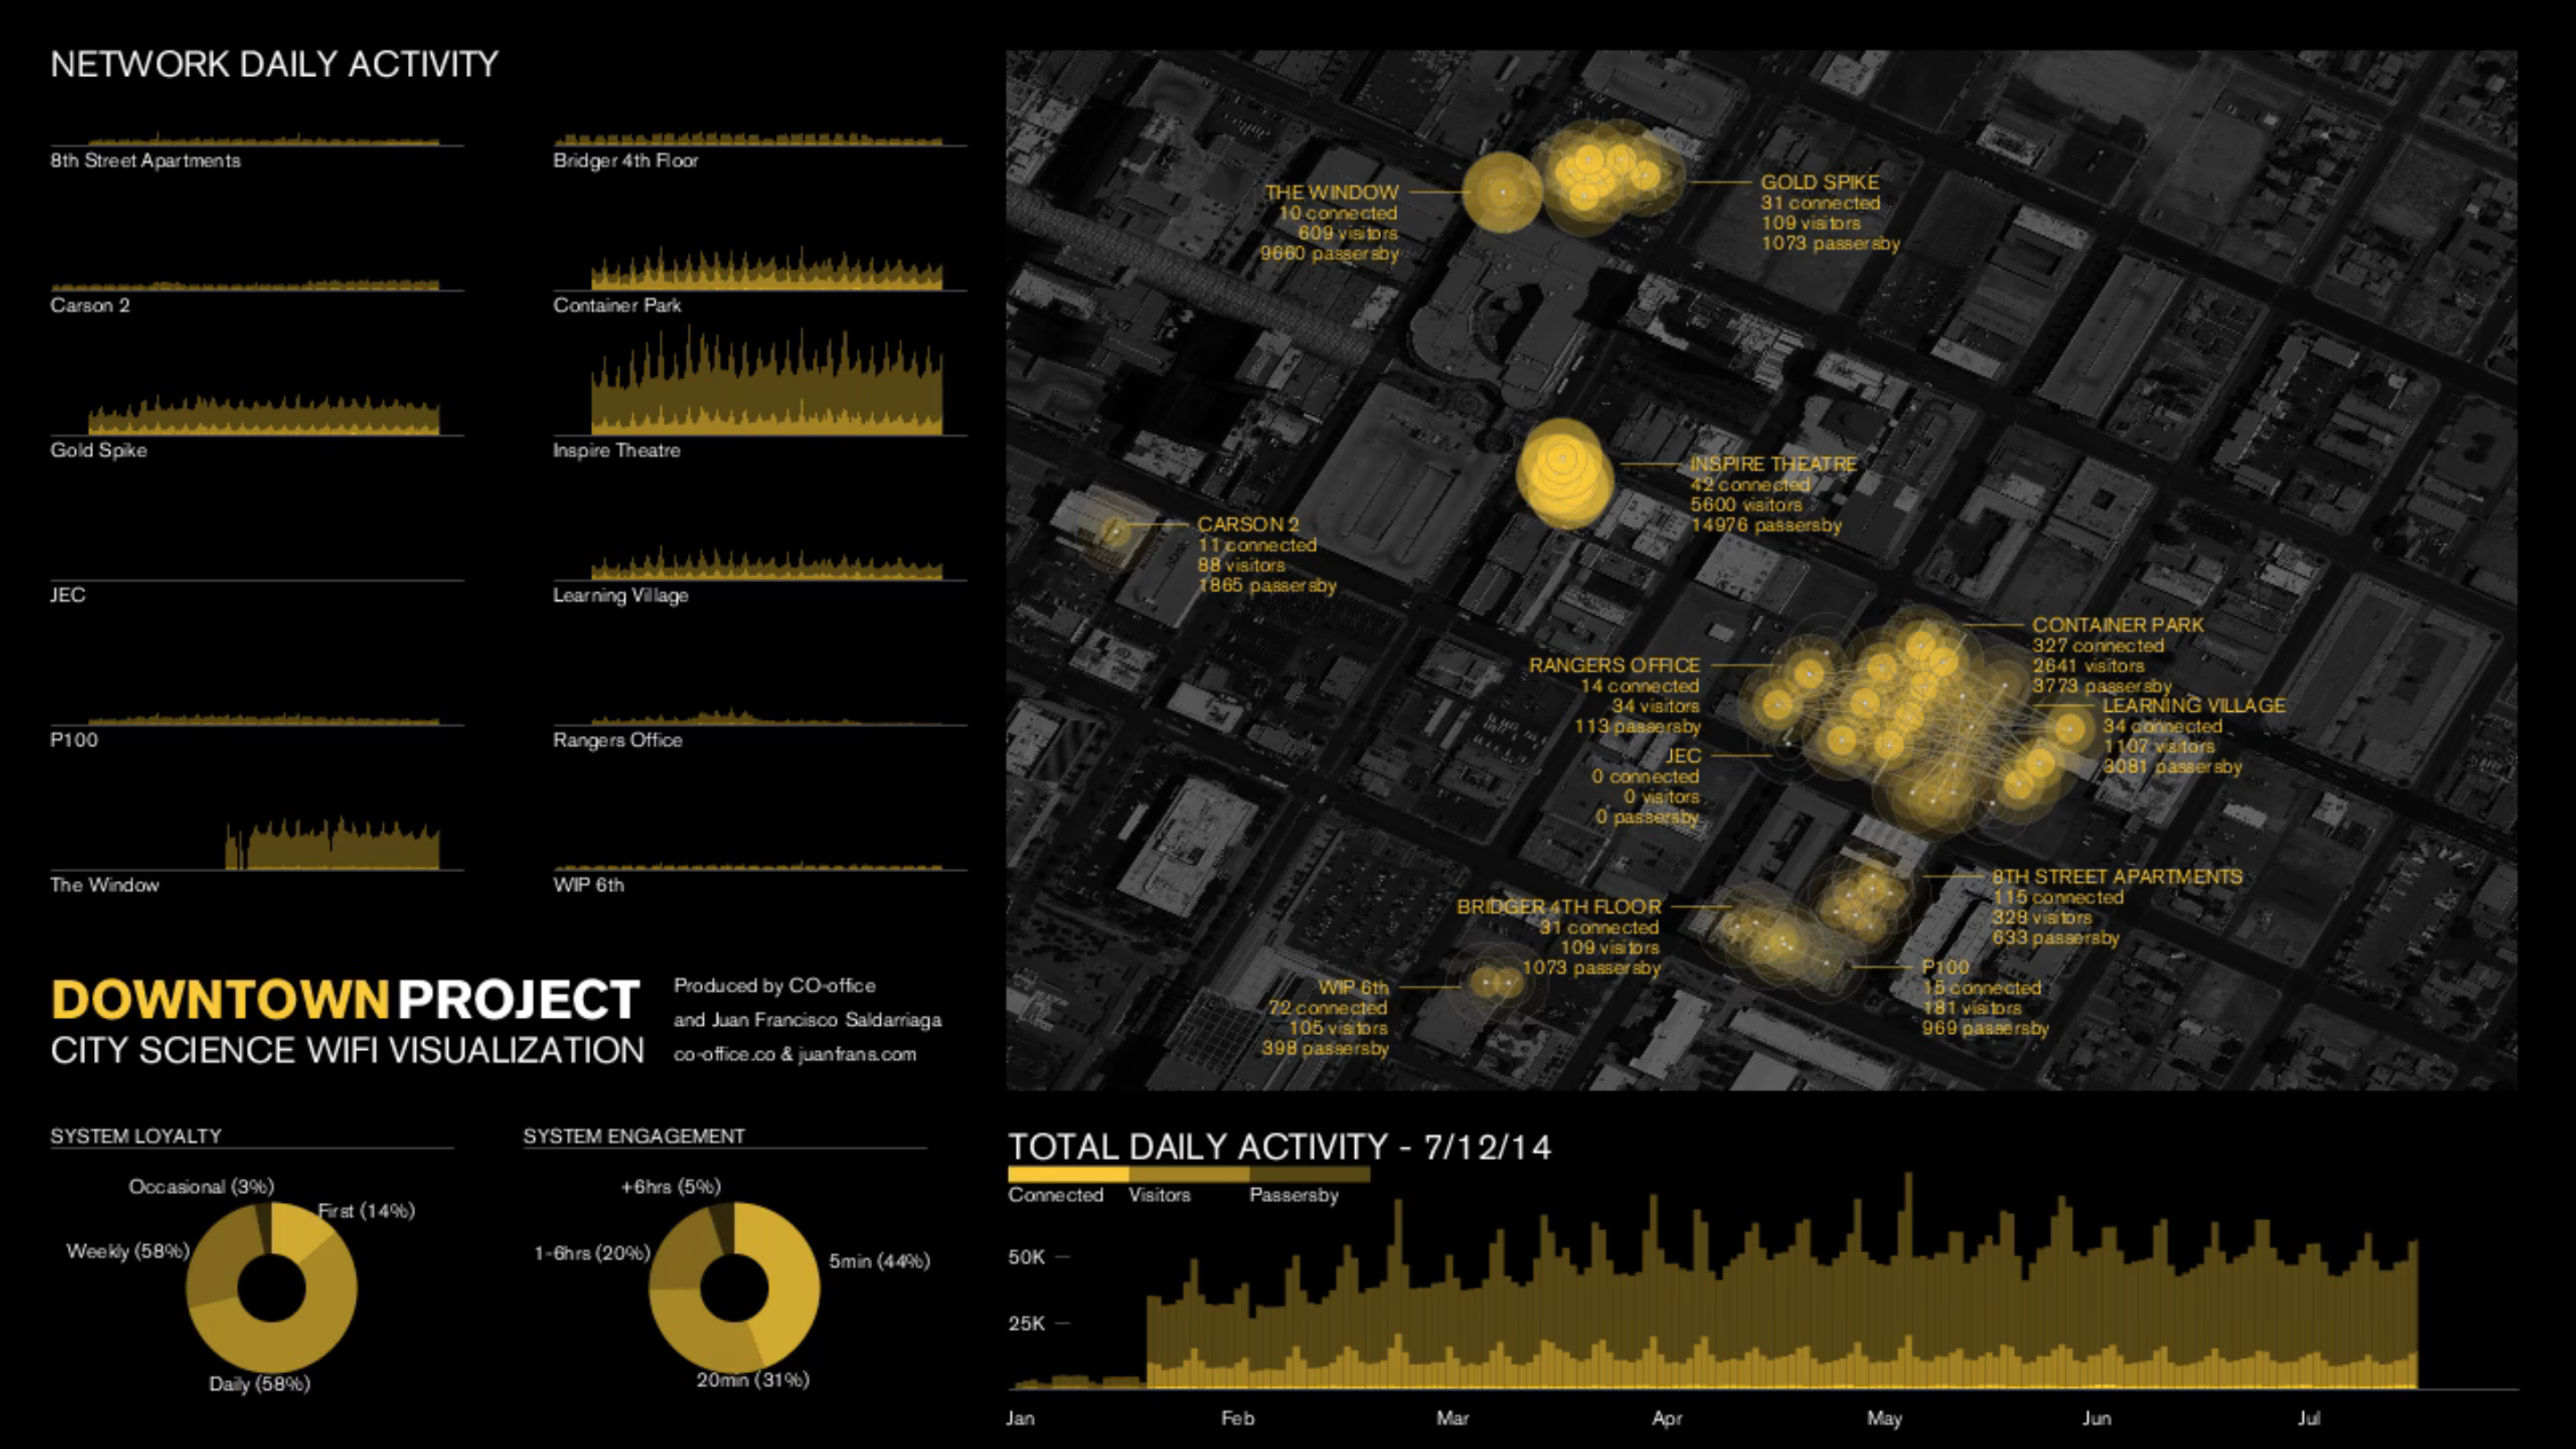 NETWORK DAILY ACTIVITY
8th Street Apartments
Bridger 4th Floor
Carson 2
Container Park
Gold Spike
Inspire Theatre
JEC
Learning Village
P100
Rangers Office
The Window
WIP 6th
DOWNTOWN PROJECT
CITY SCIENCE WIFI VISUALIZATION
Produced by CO-office
and Juan Francisco Saldarriaga
co-office.co & juanfrans.com
SYSTEM LOYALTY
Occasional (3%)
First (14%)
Weekly (58%)
Daily (58%)
SYSTEM ENGAGEMENT
+6hrs (5%)
1-6hrs (20%)
5min (44%)
20min (31%)
THE WINDOW
10 connected
609 visitors
9660 passersby
GOLD SPIKE
31 connected
109 visitors
1073 passersby
INSPIRE THEATRE
42 connected
5600 visitors
14976 passersby
CARSON 2
11 connected
88 visitors
1865 passersby
CONTAINER PARK
327 connected
2641 visitors
3773 passersby
RANGERS OFFICE
14 connected
34 visitors
113 passersby
LEARNING VILLAGE
34 connected
1107 visitors
3081 passersby
JEC
0 connected
0 visitors
0 passersby
8TH STREET APARTMENTS
115 connected
328 visitors
633 passersby
BRIDGER 4TH FLOOR
31 connected
109 visitors
1073 passersby
P100
15 connected
181 visitors
969 passersby
WIP 6th
72 connected
105 visitors
398 passersby
TOTAL DAILY ACTIVITY - 7/12/14
Connected Visitors Passersby
50K
25K
Jan Feb Mar Apr May Jun Jul